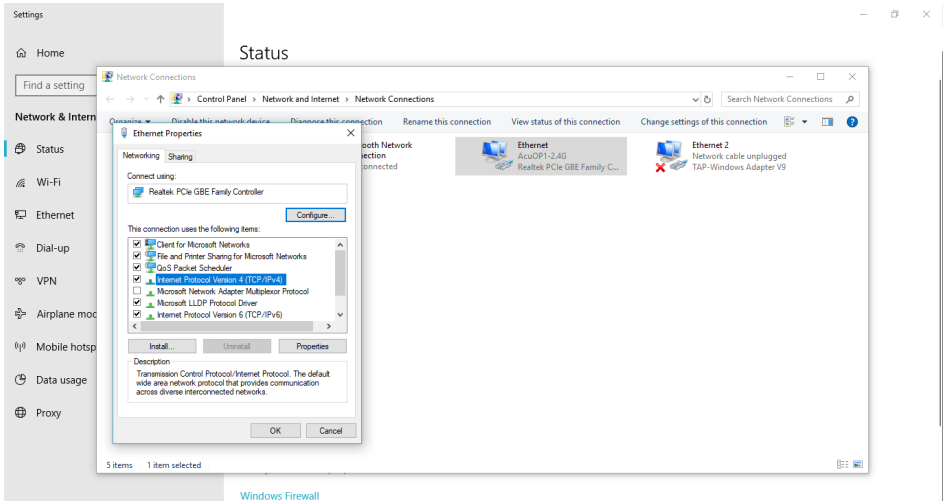 Settings
Home
Find a setting
Network & Intern
Status
Wi-Fi
Ethernet
Dial-up
VPN
Airplane mod
Mobile hotsp
Data usage
Proxy
Status
Network Connections
Control Panel > Network and Internet > Network Connections
Search Network Connections
Organize Disable this network device Diagnose this connection Rename this connection View status of this connection Change settings of this connection
ooth Network
ection
onnected
Ethernet
AcuOP1-2.4G
Realtek PCIe GBE Family C...
Ethernet 2
Network cable unplugged
TAP-Windows Adapter V9
Ethernet Properties
Networking Sharing
Connect using:
Realtek PCIe GBE Family Controller
Configure...
This connection uses the following items:
Client for Microsoft Networks
File and Printer Sharing for Microsoft Networks
QoS Packet Scheduler
Internet Protocol Version 4 (TCP/IPv4)
Microsoft Network Adapter Multiplexor Protocol
Microsoft LLDP Protocol Driver
Internet Protocol Version 6 (TCP/IPv6)
Install... Uninstall Properties
Description
Transmission Control Protocol/Internet Protocol. The default
wide area network protocol that provides communication
across diverse interconnected networks.
OK Cancel
5 items 1 item selected
Windows Firewall